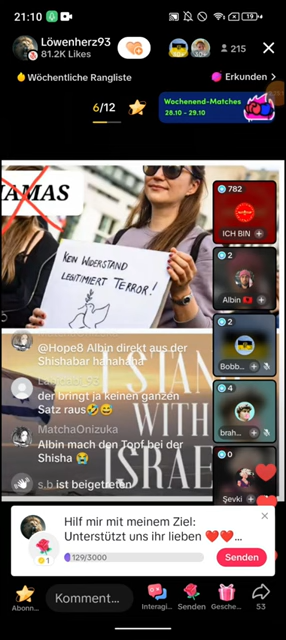 21:10
19
Löwenherz93
81.2K Likes
215
Wöchentliche Rangliste
Erkunden >
6/12
Wochenend-Matches
28.10 - 29.10
HAMAS
KEIN WIDERSTAND
LEGITIMIERT TERROR!
782
ICH BIN
2
Albin
2
Bobb...
4
brah...
0
Şevki
@Hope8 Albin direkt aus der
Shishabar hahahaha
der bringt ja keinen ganzen
Satz raus🤣😅
MatchaOnizuka
Albin mach den Topf bei der
Shisha 😭
s.b ist beigetreten
I STAND
WITH
ISRAEL
Hilf mir mit meinem Ziel:
Unterstützt uns ihr lieben ❤️❤️...
1
129/3000
Senden
Abonn...
Kommentar...
Interagi...
Senden
Gesche...
53